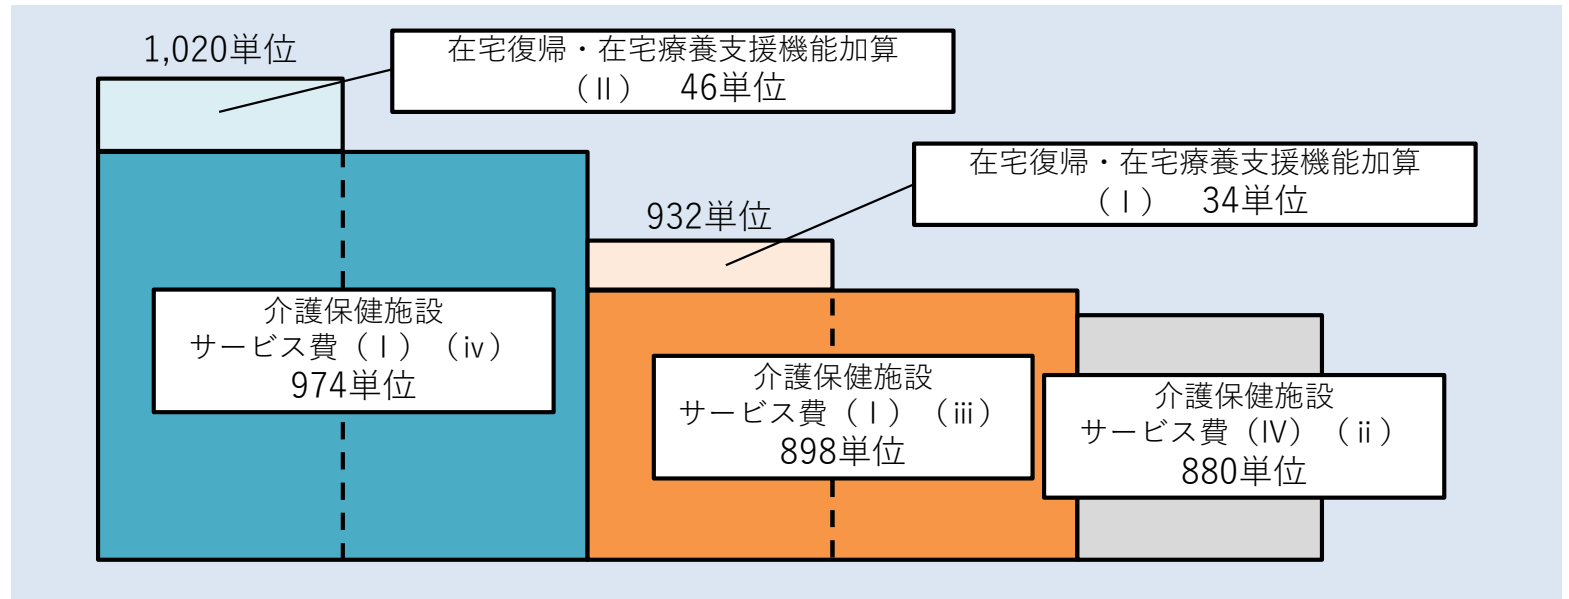 1,020単位
在宅復帰・在宅療養支援機能加算
（Ⅱ）　46単位
在宅復帰・在宅療養支援機能加算
（Ⅰ）　34単位
932単位
介護保健施設
サービス費（Ⅰ）（ⅳ）
974単位
介護保健施設
サービス費（Ⅰ）（ⅲ）
898単位
介護保健施設
サービス費（Ⅳ）（ⅱ）
880単位